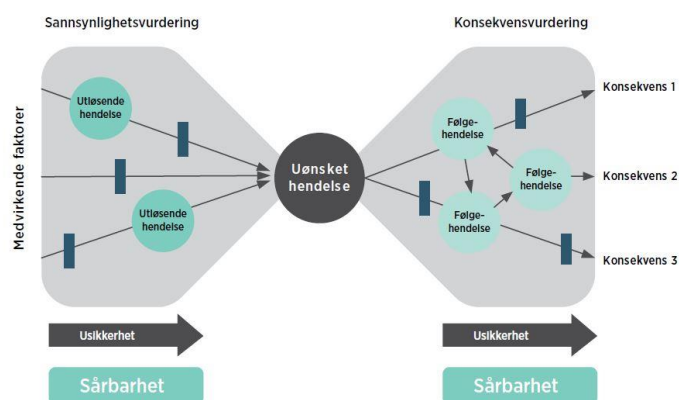 Sannsynlighetsvurdering
Konsekvensvurdering
Medvirkende faktorer
Utløsende
hendelse
Utløsende
hendelse
Uønsket
hendelse
Følge-
hendelse
Følge-
hendelse
Følge-
hendelse
Konsekvens 1
Konsekvens 2
Konsekvens 3
Usikkerhet
Usikkerhet
Sårbarhet
Sårbarhet